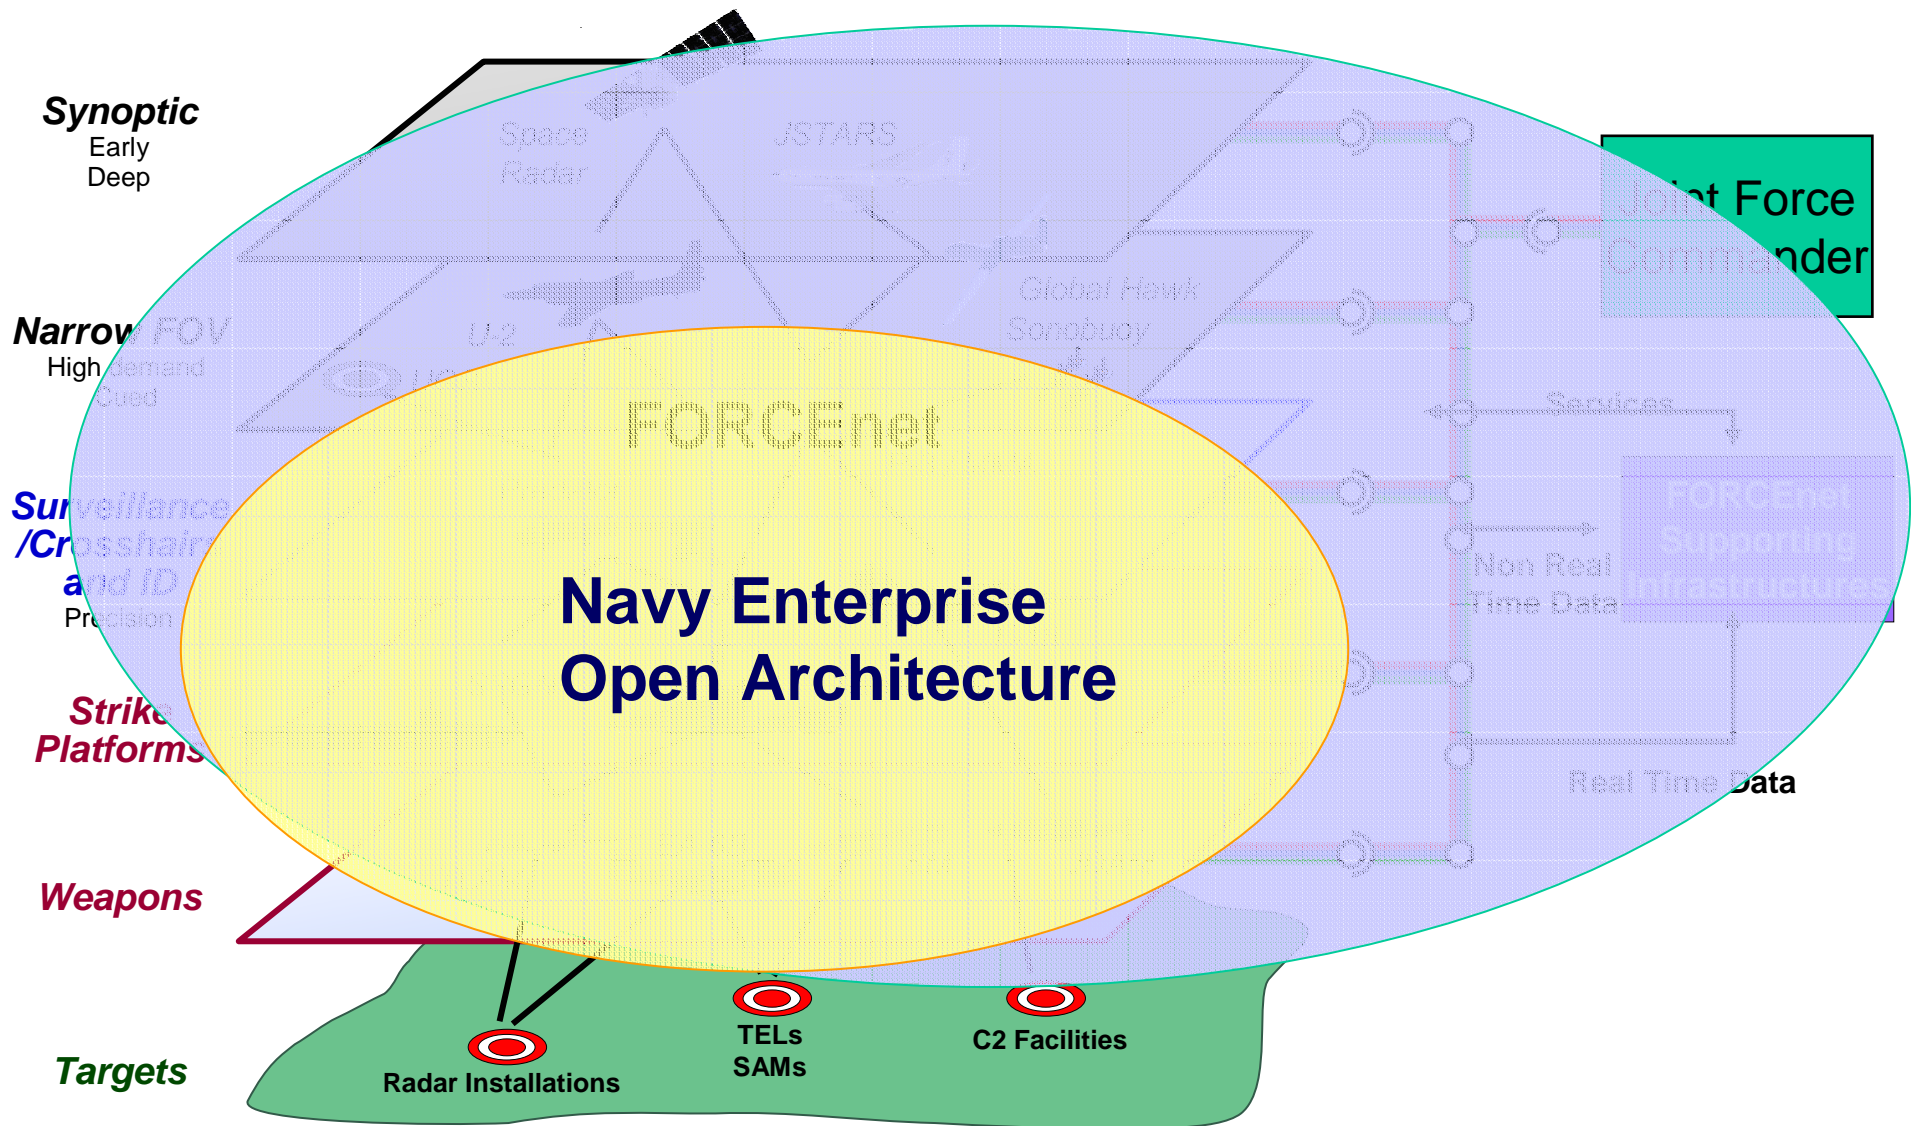 Synoptic
Early
Deep
Space
Radar
JSTARS
Joint Force
Commander
Narrow FOV
High demand
Cued
U-2
Global Hawk
Sonobuoy
FORCEnet
Services
Surveillance
/Crosshairs
and ID
Precision
FORCEnet
Supporting
Infrastructures
Non Real
Time Data
Navy Enterprise
Open Architecture
Strike
Platforms
Real Time Data
Weapons
Targets
Radar Installations
TELs
SAMs
C2 Facilities